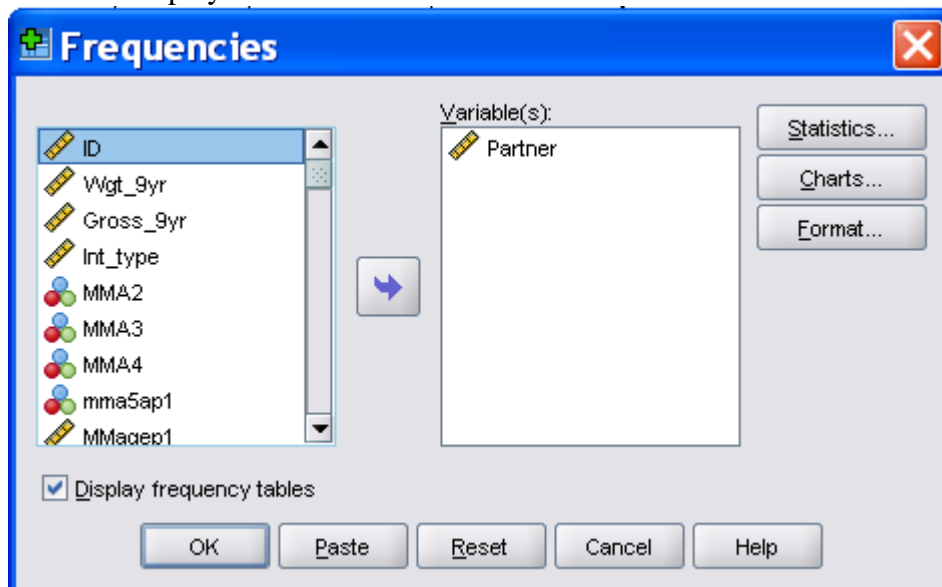 Frequencies
Variable(s):
ID
Wgt_9yr
Gross_9yr
Int_type
MMA2
MMA3
MMA4
mma5ap1
MMagep1
Partner
Statistics...
Charts...
Format...
Display frequency tables
OK
Paste
Reset
Cancel
Help